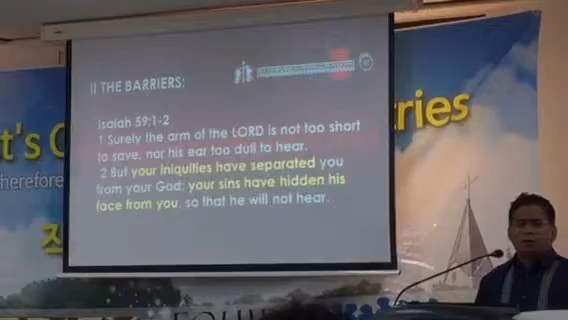 II THE BARRIERS:
Isaiah 59:1-2
1 Surely the arm of the LORD is not too short
to save, nor his ear too dull to hear.
2 But your iniquities have separated you
from your God; your sins have hidden his
face from you, so that he will not hear.
t's
ries
herefore